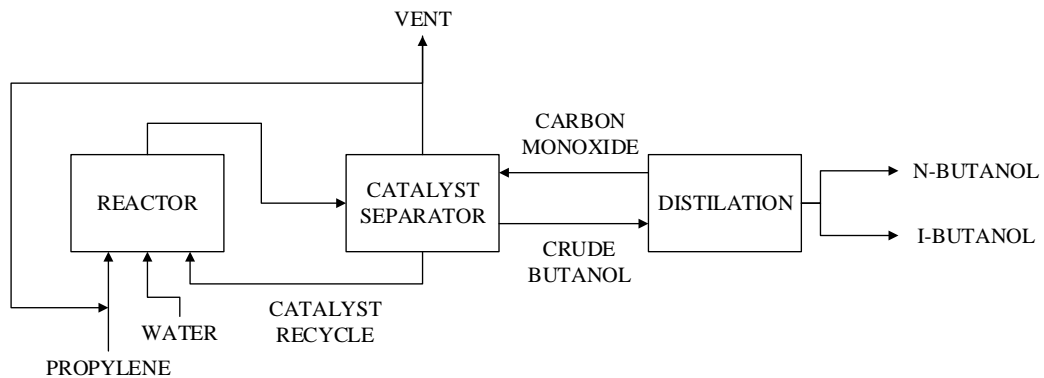 VENT
CARBON
MONOXIDE
N-BUTANOL
REACTOR
CATALYST
SEPARATOR
DISTILATION
I-BUTANOL
CRUDE
BUTANOL
CATALYST
RECYCLE
WATER
PROPYLENE